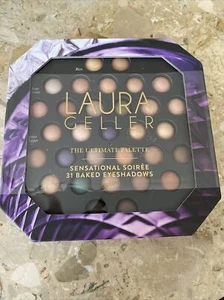 LAURA
GELLER
THE ULTIMATE PALETTE
SENSATIONAL SOIRÉE
31 BAKED EYESHADOWS